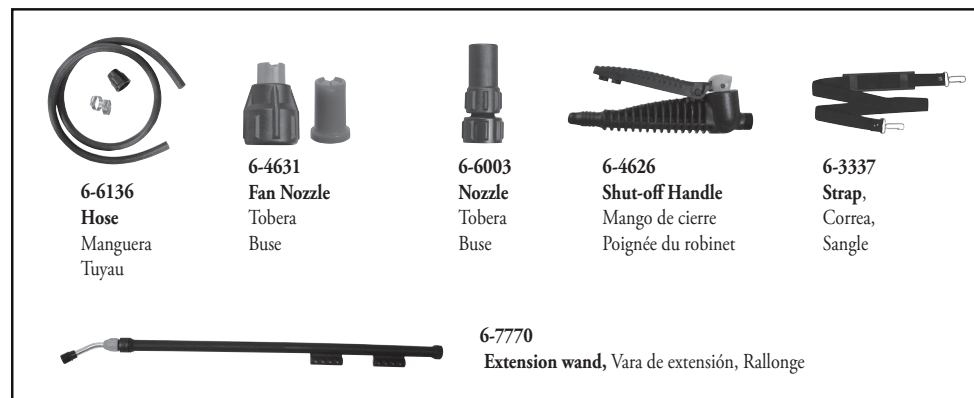 6-6136
Hose
Manguera
Tuyau
6-4631
Fan Nozzle
Tobera
Buse
6-6003
Nozzle
Tobera
Buse
6-4626
Shut-off Handle
Mango de cierre
Poignée du robinet
6-3337
Strap,
Correa,
Sangle
6-7770
Extension wand, Vara de extensión, Rallonge